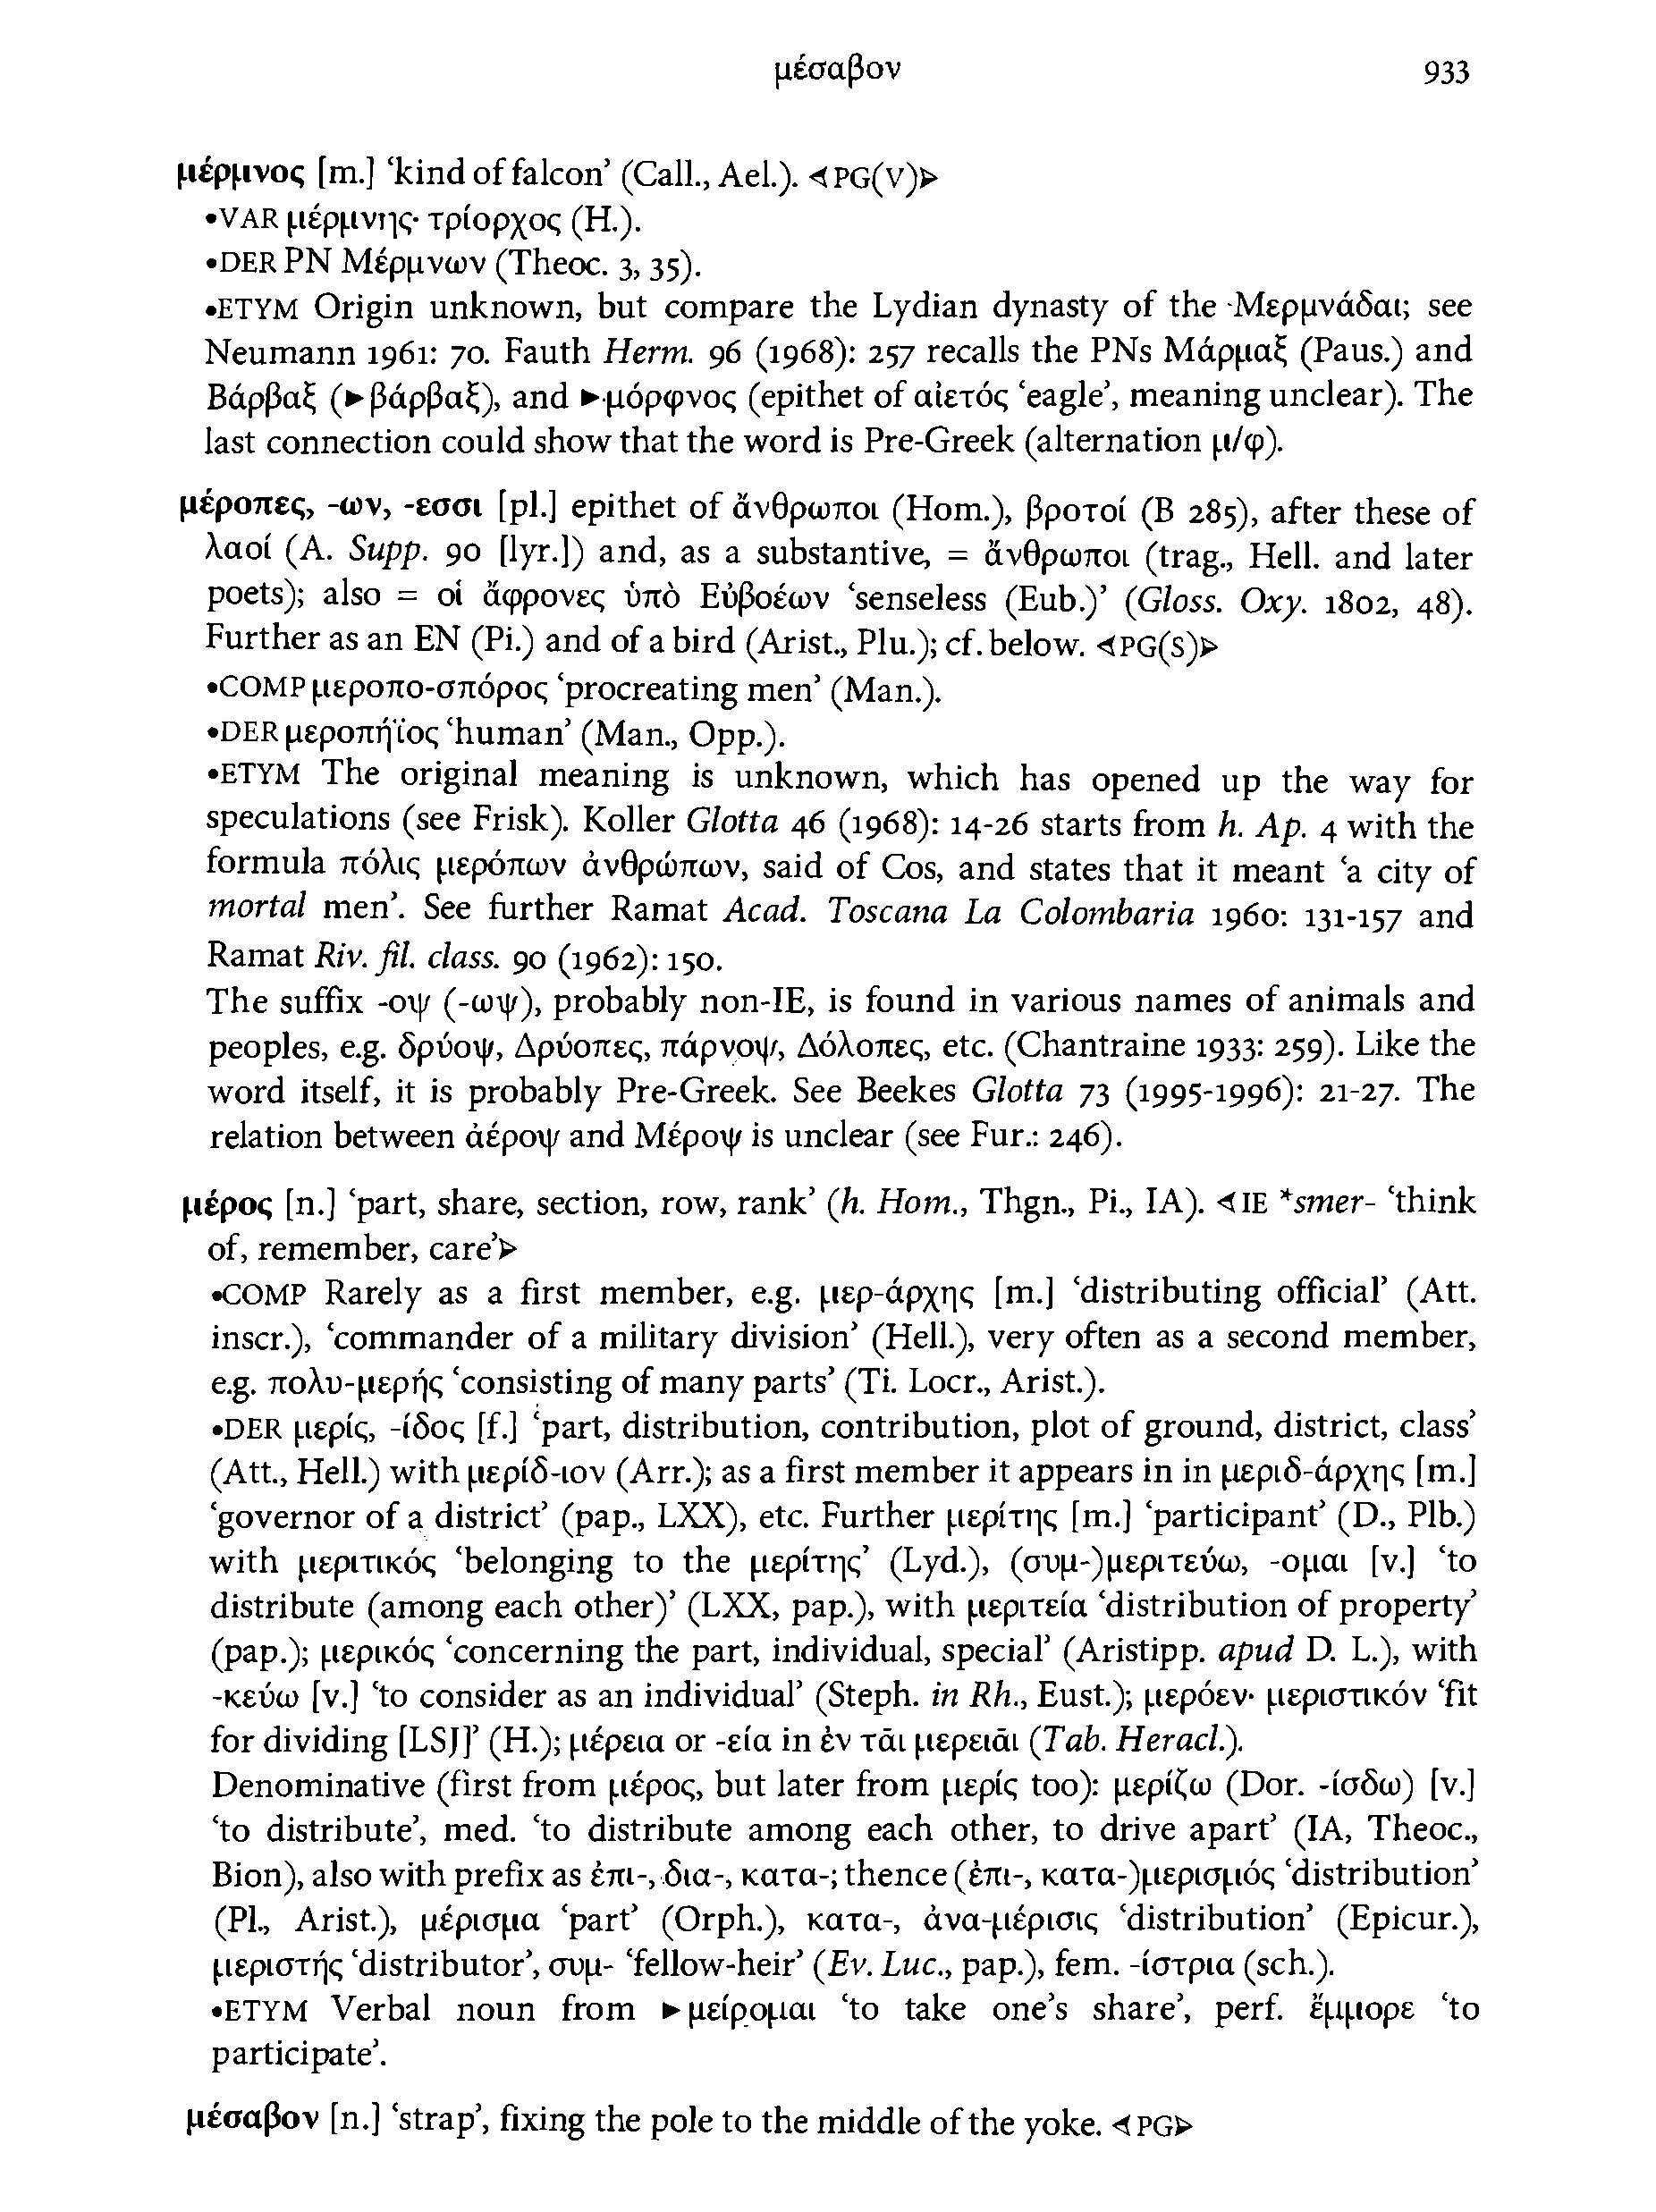 μέσαβον 933
μέρμνος [m.] ‘kind of falcon’ (Call., Ael.). ⊲PG(V)⊳
•VAR μέρμνης· τρίορχος (H.).
•DER PN Μέρμνων (Theoc. 3, 35).
•ETYM Origin unknown, but compare the Lydian dynasty of the Μερμνάδαι; see
Neumann 1961: 70. Fauth Herm. 96 (1968): 257 recalls the PNs Μάρμαξ (Paus.) and
Βάρβαξ (►βάρβαξ), and ►μόρφνος (epithet of αἰετός ‘eagle’, meaning unclear). The
last connection could show that the word is Pre-Greek (alternation μ/φ).
μέροπες, -ων, -εσσι [pl.] epithet of ἄνθρωποι (Hom.), βροτοί (Β 285), after these of
λαοί (A. Supp. 90 [lyr.]) and, as a substantive, = ἄνθρωποι (trag., Hell. and later
poets); also = οἱ ἄφρονες ὑπὸ Εὐβοέων ‘senseless (Eub.)’ (Gloss. Oxy. 1802, 48).
Further as an EN (Pi.) and of a bird (Arist., Plu.); cf. below. ⊲PG(S)⊳
•COMP μεροπο-σπόρος ‘procreating men’ (Man.).
•DER μεροπήϊος ‘human’ (Man., Opp.).
•ETYM The original meaning is unknown, which has opened up the way for
speculations (see Frisk). Koller Glotta 46 (1968): 14-26 starts from h. Ap. 4 with the
formula πόλις μερόπων ἀνθρώπων, said of Cos, and states that it meant ‘a city of
mortal men’. See further Ramat Acad. Toscana La Colombaria 1960: 131-157 and
Ramat Riv. fil. class. 90 (1962): 150.
The suffix -οψ (-ωψ), probably non-IE, is found in various names of animals and
peoples, e.g. δρύοψ, Δρύοπες, πάρνοψ, Δόλοπες, etc. (Chantraine 1933: 259). Like the
word itself, it is probably Pre-Greek. See Beekes Glotta 73 (1995-1996): 21-27. The
relation between ἀέροψ and Μέροψ is unclear (see Fur.: 246).
μέρος [n.] ‘part, share, section, row, rank’ (h. Hom., Thgn., Pi., IA). ⊲IE *smer- ‘think
of, remember, care’⊳
•COMP Rarely as a first member, e.g. μερ-άρχης [m.] ‘distributing official’ (Att.
inscr.), ‘commander of a military division’ (Hell.), very often as a second member,
e.g. πολυ-μερής ‘consisting of many parts’ (Ti. Locr., Arist.).
•DER μερίς, -ίδος [f.] ‘part, distribution, contribution, plot of ground, district, class’
(Att., Hell.) with μερίδ-ιον (Arr.); as a first member it appears in in μεριδ-άρχης [m.]
‘governor of a district’ (pap., LXX), etc. Further μερίτης [m.] ‘participant’ (D., Plb.)
with μεριτικός ‘belonging to the μερίτης’ (Lyd.), (συμ-)μεριτεύω, -ομαι [v.] ‘to
distribute (among each other)’ (LXX, pap.), with μεριτεία ‘distribution of property’
(pap.); μερικός ‘concerning the part, individual, special’ (Aristipp. apud D. L.), with
-κεύω [v.] ‘to consider as an individual’ (Steph. in Rh., Eust.); μερόεν· μεριστικόν ‘fit
for dividing [LSJ]’ (H.); μέρεια or -εία in ἐν τᾶι μερειᾶι (Tab. Heracl.).
Denominative (first from μέρος, but later from μερίς too): μερίζω (Dor. -ίσδω) [v.]
‘to distribute’, med. ‘to distribute among each other, to drive apart’ (IA, Theoc.,
Bion), also with prefix as ἐπι-, δια-, κατα-; thence (ἐπι-, κατα-)μερισμός ‘distribution’
(Pl., Arist.), μέρισμα ‘part’ (Orph.), κατα-, ἀνα-μέρισις ‘distribution’ (Epicur.),
μεριστής ‘distributor’, συμ- ‘fellow-heir’ (Ev. Luc., pap.), fem. -ίστρια (sch.).
•ETYM Verbal noun from ►μείρομαι ‘to take one’s share’, perf. ἔμμορε ‘to
participate’.
μέσαβον [n.] ‘strap’, fixing the pole to the middle of the yoke. ⊲PG⊳